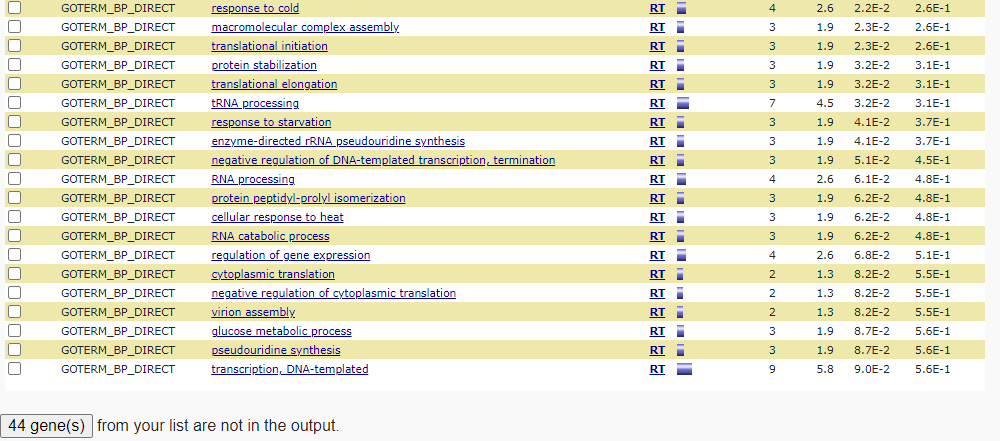 GOTERM_BP_DIRECT response to cold RT 4 2.6 2.2E-2 2.6E-1
GOTERM_BP_DIRECT macromolecular complex assembly RT 3 1.9 2.3E-2 2.6E-1
GOTERM_BP_DIRECT translational initiation RT 3 1.9 2.3E-2 2.6E-1
GOTERM_BP_DIRECT protein stabilization RT 3 1.9 3.2E-2 3.1E-1
GOTERM_BP_DIRECT translational elongation RT 3 1.9 3.2E-2 3.1E-1
GOTERM_BP_DIRECT tRNA processing RT 7 4.5 3.2E-2 3.1E-1
GOTERM_BP_DIRECT response to starvation RT 3 1.9 4.1E-2 3.7E-1
GOTERM_BP_DIRECT enzyme-directed rRNA pseudouridine synthesis RT 3 1.9 4.1E-2 3.7E-1
GOTERM_BP_DIRECT negative regulation of DNA-templated transcription, termination RT 3 1.9 5.1E-2 4.5E-1
GOTERM_BP_DIRECT RNA processing RT 4 2.6 6.1E-2 4.8E-1
GOTERM_BP_DIRECT protein peptidyl-prolyl isomerization RT 3 1.9 6.2E-2 4.8E-1
GOTERM_BP_DIRECT cellular response to heat RT 3 1.9 6.2E-2 4.8E-1
GOTERM_BP_DIRECT RNA catabolic process RT 3 1.9 6.2E-2 4.8E-1
GOTERM_BP_DIRECT regulation of gene expression RT 4 2.6 6.8E-2 5.1E-1
GOTERM_BP_DIRECT cytoplasmic translation RT 2 1.3 8.2E-2 5.5E-1
GOTERM_BP_DIRECT negative regulation of cytoplasmic translation RT 2 1.3 8.2E-2 5.5E-1
GOTERM_BP_DIRECT virion assembly RT 2 1.3 8.2E-2 5.5E-1
GOTERM_BP_DIRECT glucose metabolic process RT 3 1.9 8.7E-2 5.6E-1
GOTERM_BP_DIRECT pseudouridine synthesis RT 3 1.9 8.7E-2 5.6E-1
GOTERM_BP_DIRECT transcription, DNA-templated RT 9 5.8 9.0E-2 5.6E-1
44 gene(s) from your list are not in the output.